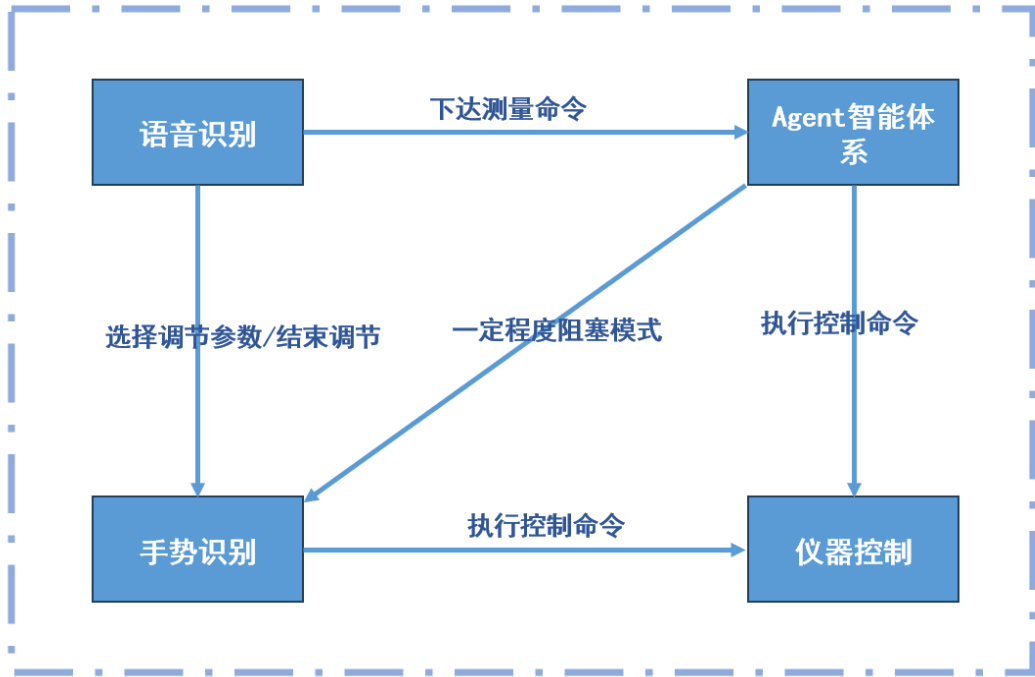 下达测量命令
语音识别
Agent智能体
系
选择调节参数/结束调节
一定程度阻塞模式
执行控制命令
执行控制命令
手势识别
仪器控制